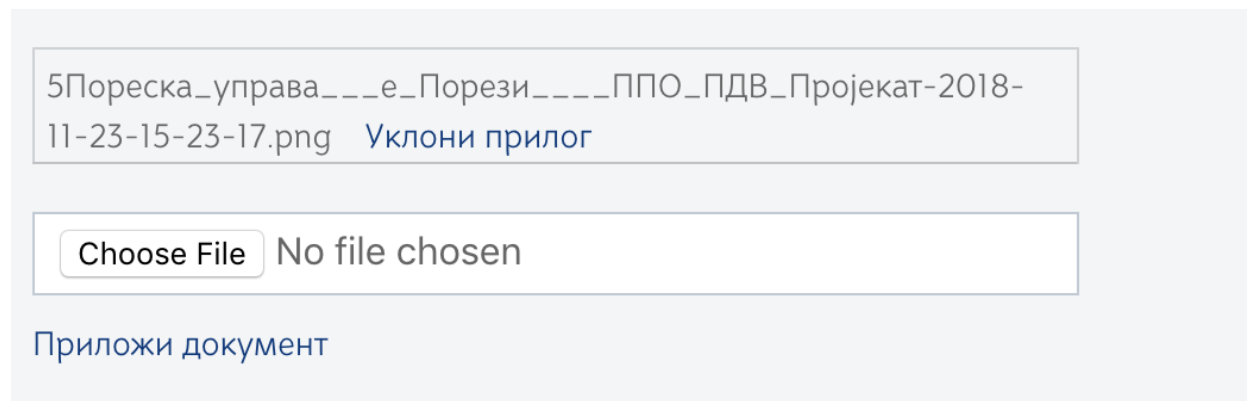 5Пореска_управа___е_Порези____ППО_ПДВ_Пројекат-2018-
11-23-15-23-17.png Уклони прилог
Choose File No file chosen
Приложи документ